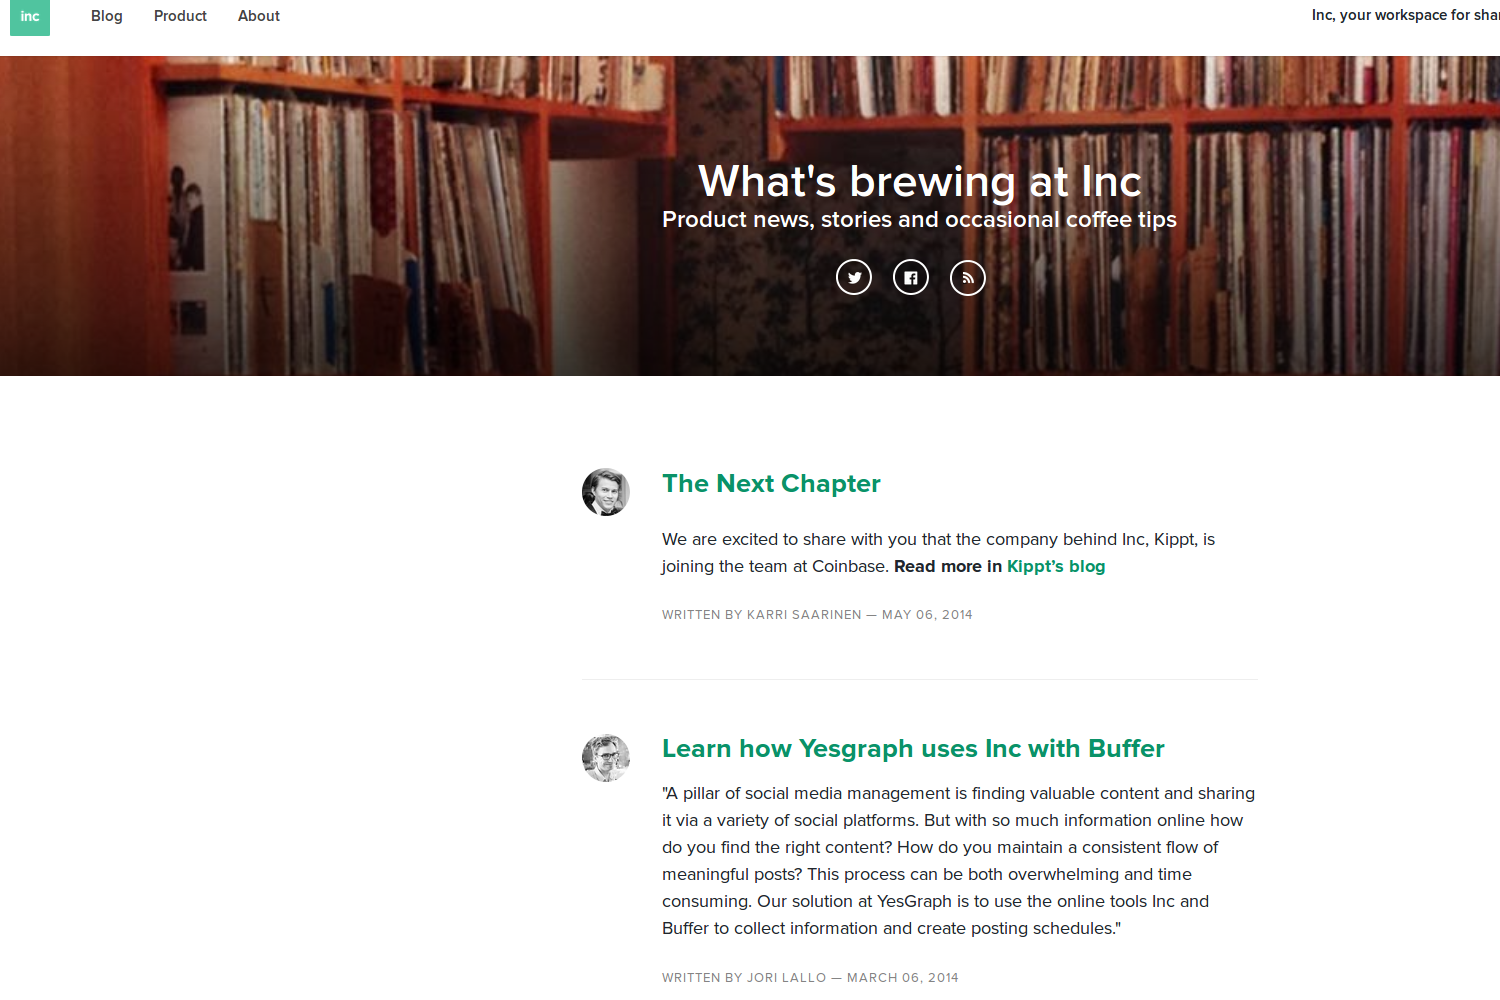 inc
Blog
Product
About
Inc, your workspace for
What's brewing at Inc
Product news, stories and occasional coffee tips
The Next Chapter
We are excited to share with you that the company behind Inc, Kippt, is
joining the team at Coinbase. Read more in Kippt’s blog
WRITTEN BY KARRI SAARINEN — MAY 06, 2014
Learn how Yesgraph uses Inc with Buffer
"A pillar of social media management is finding valuable content and sharing
it via a variety of social platforms. But with so much information online how
do you find the right content? How do you maintain a consistent flow of
meaningful posts? This process can be both overwhelming and time
consuming. Our solution at YesGraph is to use the online tools Inc and
Buffer to collect information and create posting schedules."
WRITTEN BY JORI LALLO — MARCH 06, 2014